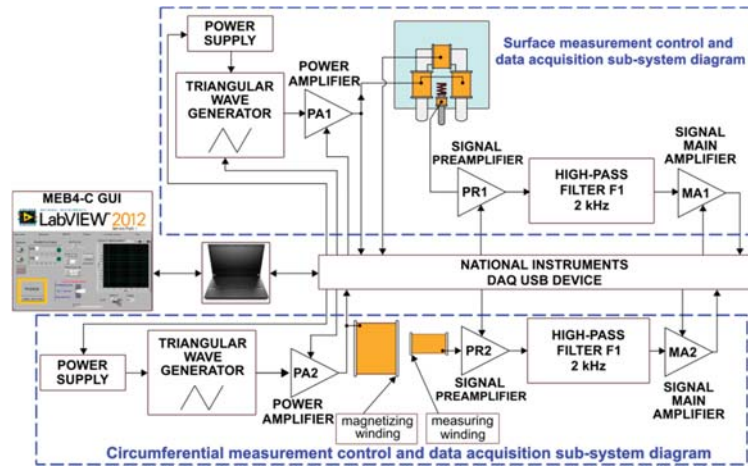 POWER
SUPPLY
TRIANGULAR
WAVE
GENERATOR
POWER
AMPLIFIER
PA1
Surface measurement control and
data acquisition sub-system diagram
SIGNAL
PREAMPLIFIER
PR1
HIGH-PASS
FILTER F1
2 kHz
SIGNAL
MAIN
AMPLIFIER
MA1
MEB4-C GUI
LabVIEW 2012
NATIONAL INSTRUMENTS
DAQ USB DEVICE
POWER
SUPPLY
TRIANGULAR
WAVE
GENERATOR
PA2
POWER
AMPLIFIER
magnetizing
winding
measuring
winding
PR2
SIGNAL
PREAMPLIFIER
HIGH-PASS
FILTER F1
2 kHz
MA2
SIGNAL
MAIN
AMPLIFIER
Circumferential measurement control and data acquisition sub-system diagram